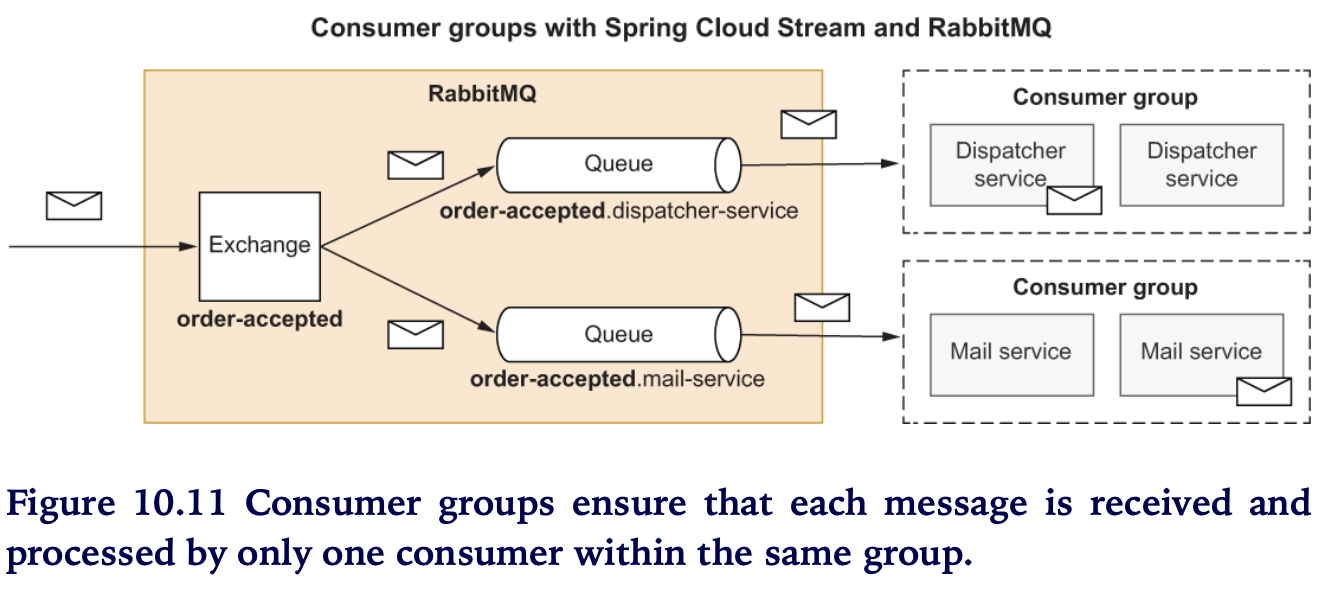 Consumer groups with Spring Cloud Stream and RabbitMQ
RabbitMQ
Exchange
order-accepted
Queue
order-accepted.dispatcher-service
Queue
order-accepted.mail-service
Consumer group
Dispatcher
service
Dispatcher
service
Consumer group
Mail service
Mail service
Figure 10.11 Consumer groups ensure that each message is received and
processed by only one consumer within the same group.